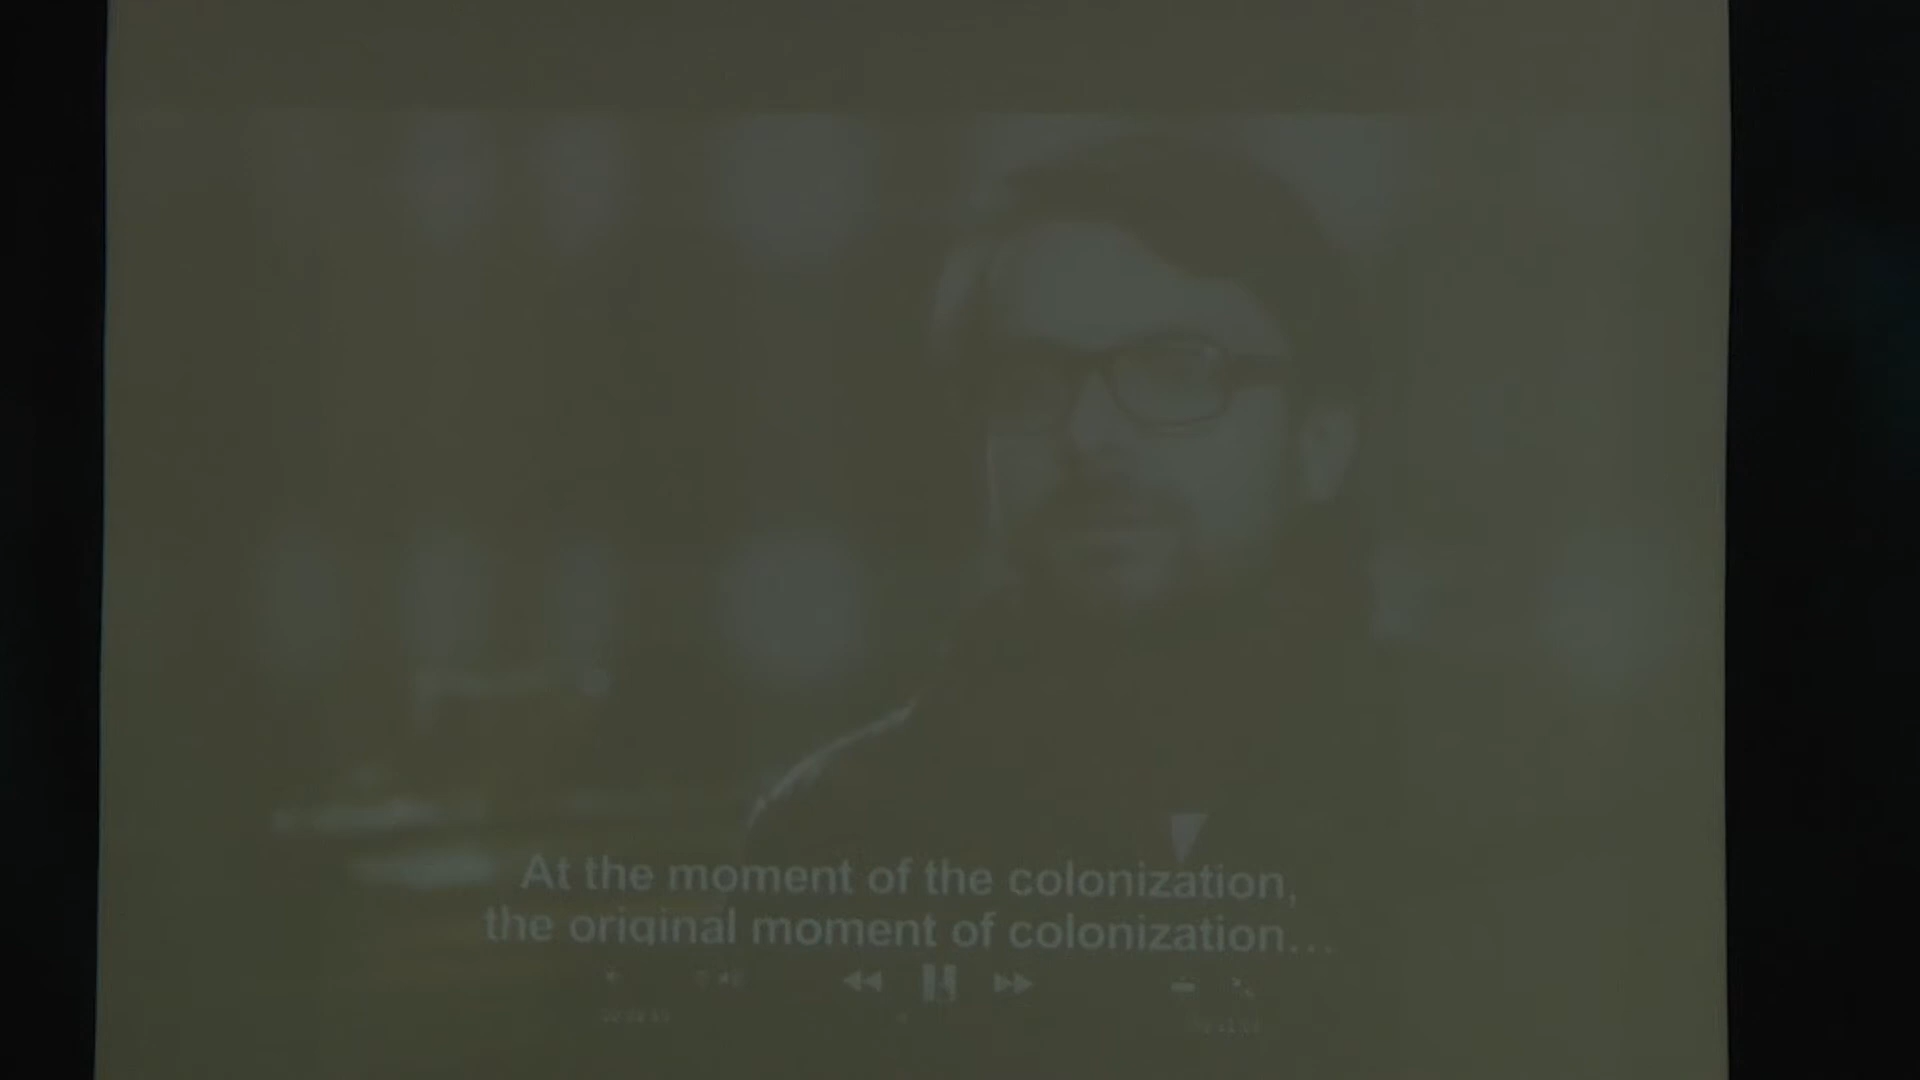 At the moment of the colonization,
the original moment of colonization...